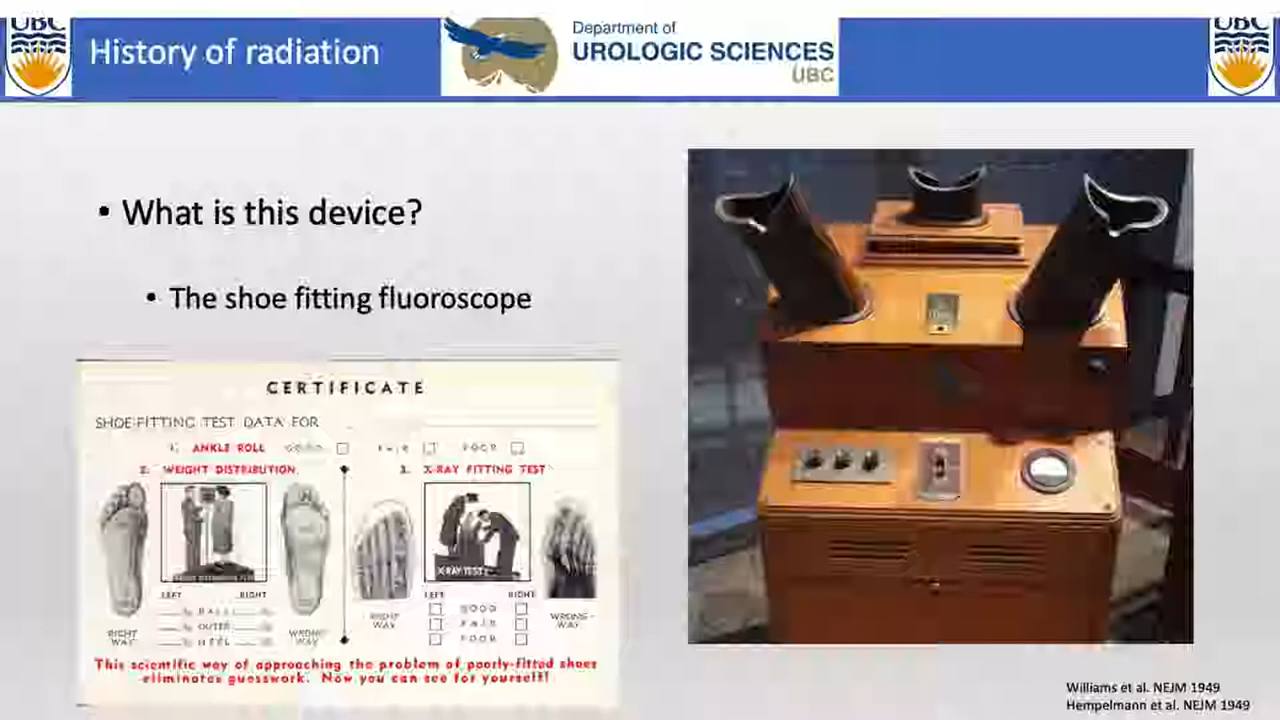 UBC
History of radiation
Department of
UROLOGIC SCIENCES
UBC
UBC
• What is this device?
• The shoe fitting fluoroscope
CERTIFICATE
SHOE-FITTING TEST DATA FOR
1. ANKLE ROLL GOOD FAIR POOR
2. WEIGHT DISTRIBUTION
3. X-RAY FITTING TEST
X-RAY TEST
LEFT RIGHT
LEFT RIGHT
BALL
OUTER
HEEL
GOOD
FAIR
POOR
RIGHT WAY
WRONG WAY
RIGHT WAY
WRONG WAY
This scientific way of approaching the problem of poorly-fitted shoes
eliminates guesswork. Now you can see for yourself!
Williams et al. NEJM 1949
Hempelmann et al. NEJM 1949